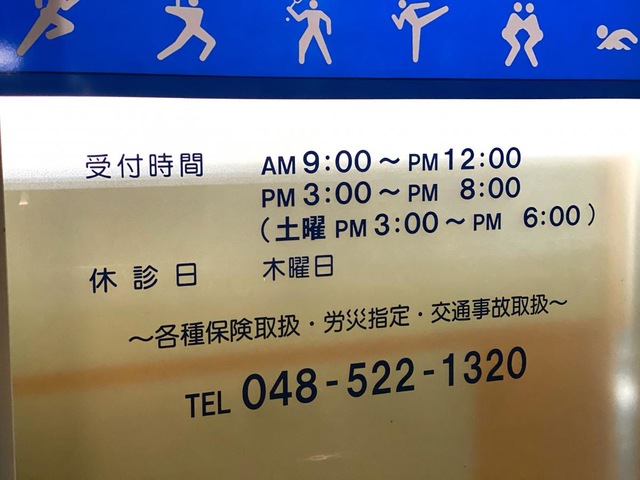 受付時間 AM 9:00～PM 12:00
PM 3:00～PM 8:00
(土曜 PM 3:00～PM 6:00)
休診日 木曜日
～各種保険取扱・労災指定・交通事故取扱～
TEL 048-522-1320